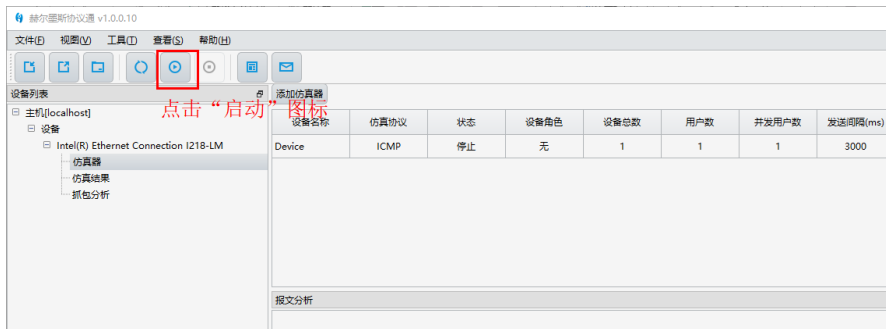 赫尔墨斯协议通 v1.0.0.10
文件(F) 视图(V) 工具(T) 查看(S) 帮助(H)
设备列表 添加仿真器
点击“启动”图标
主机[localhost]
设备
Intel(R) Ethernet Connection I218-LM
仿真器
仿真结果
抓包分析
设备名称 仿真协议 状态 设备角色 设备总数 用户数 并发用户数 发送间隔(ms)
Device ICMP 停止 无 1 1 1 3000
报文分析